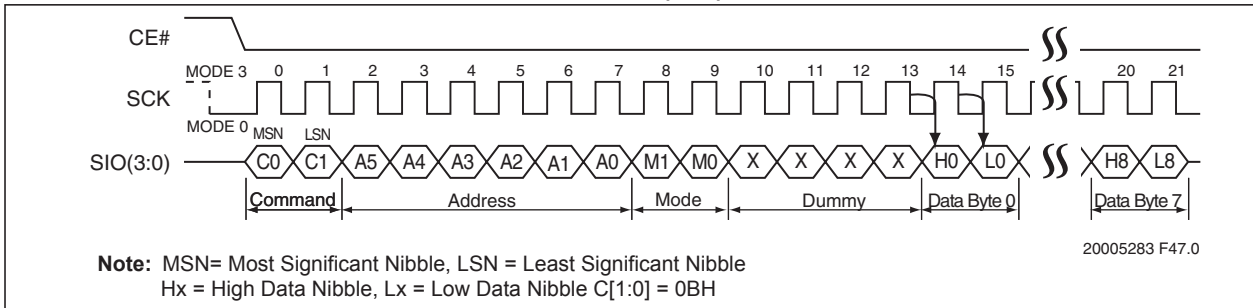 CE#
MODE 3 0 1 2 3 4 5 6 7 8 9 10 11 12 13 14 15 20 21
SCK
MODE 0
MSN LSN
SIO(3:0) C0 C1 A5 A4 A3 A2 A1 A0 M1 M0 X X X X H0 L0 H8 L8
Command Address Mode Dummy Data Byte 0 Data Byte 7
20005283 F47.0
Note: MSN= Most Significant Nibble, LSN = Least Significant Nibble
Hx = High Data Nibble, Lx = Low Data Nibble C[1:0] = 0BH